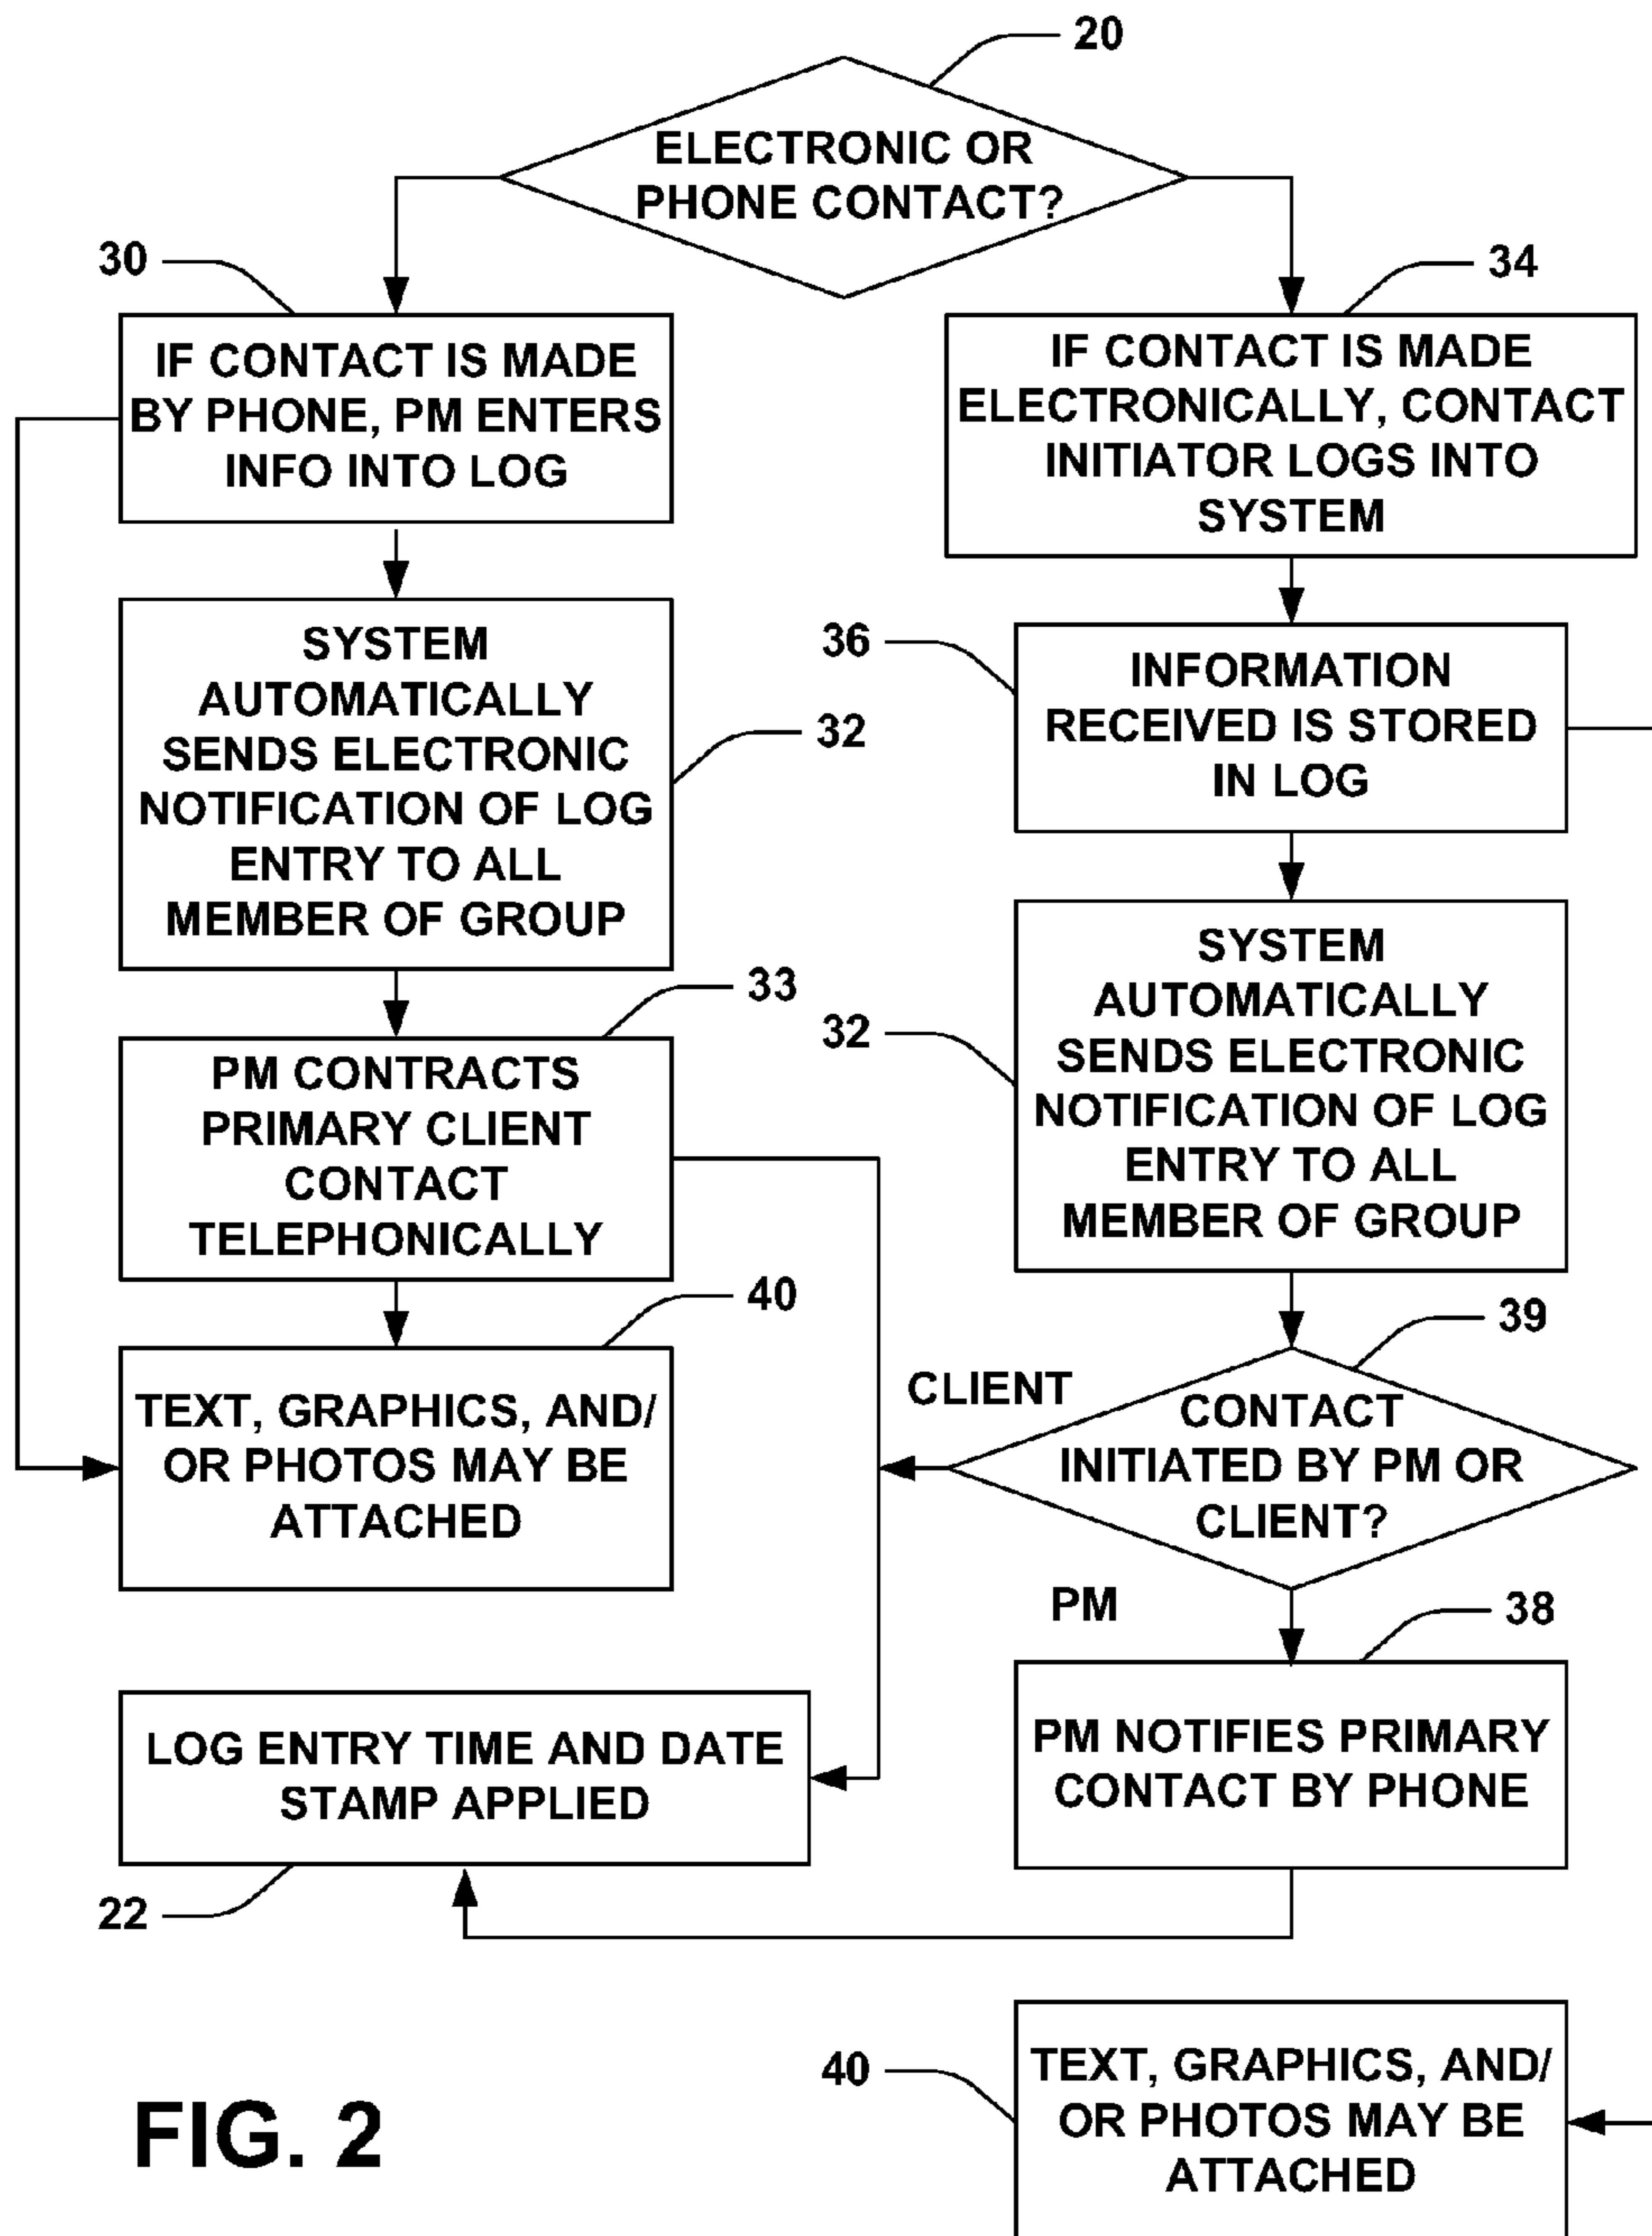 20
ELECTRONIC OR
PHONE CONTACT?
30
IF CONTACT IS MADE
BY PHONE, PM ENTERS
INFO INTO LOG
34
IF CONTACT IS MADE
ELECTRONICALLY, CONTACT
INITIATOR LOGS INTO
SYSTEM
SYSTEM
AUTOMATICALLY
SENDS ELECTRONIC
NOTIFICATION OF LOG
ENTRY TO ALL
MEMBER OF GROUP
32
36
INFORMATION
RECEIVED IS STORED
IN LOG
33
PM CONTRACTS
PRIMARY CLIENT
CONTACT
TELEPHONICALLY
32
SYSTEM
AUTOMATICALLY
SENDS ELECTRONIC
NOTIFICATION OF LOG
ENTRY TO ALL
MEMBER OF GROUP
40
TEXT, GRAPHICS, AND/
OR PHOTOS MAY BE
ATTACHED
39
CLIENT
CONTACT
INITIATED BY PM OR
CLIENT?
PM
38
PM NOTIFIES PRIMARY
CONTACT BY PHONE
LOG ENTRY TIME AND DATE
STAMP APPLIED
22
40
TEXT, GRAPHICS, AND/
OR PHOTOS MAY BE
ATTACHED
FIG. 2